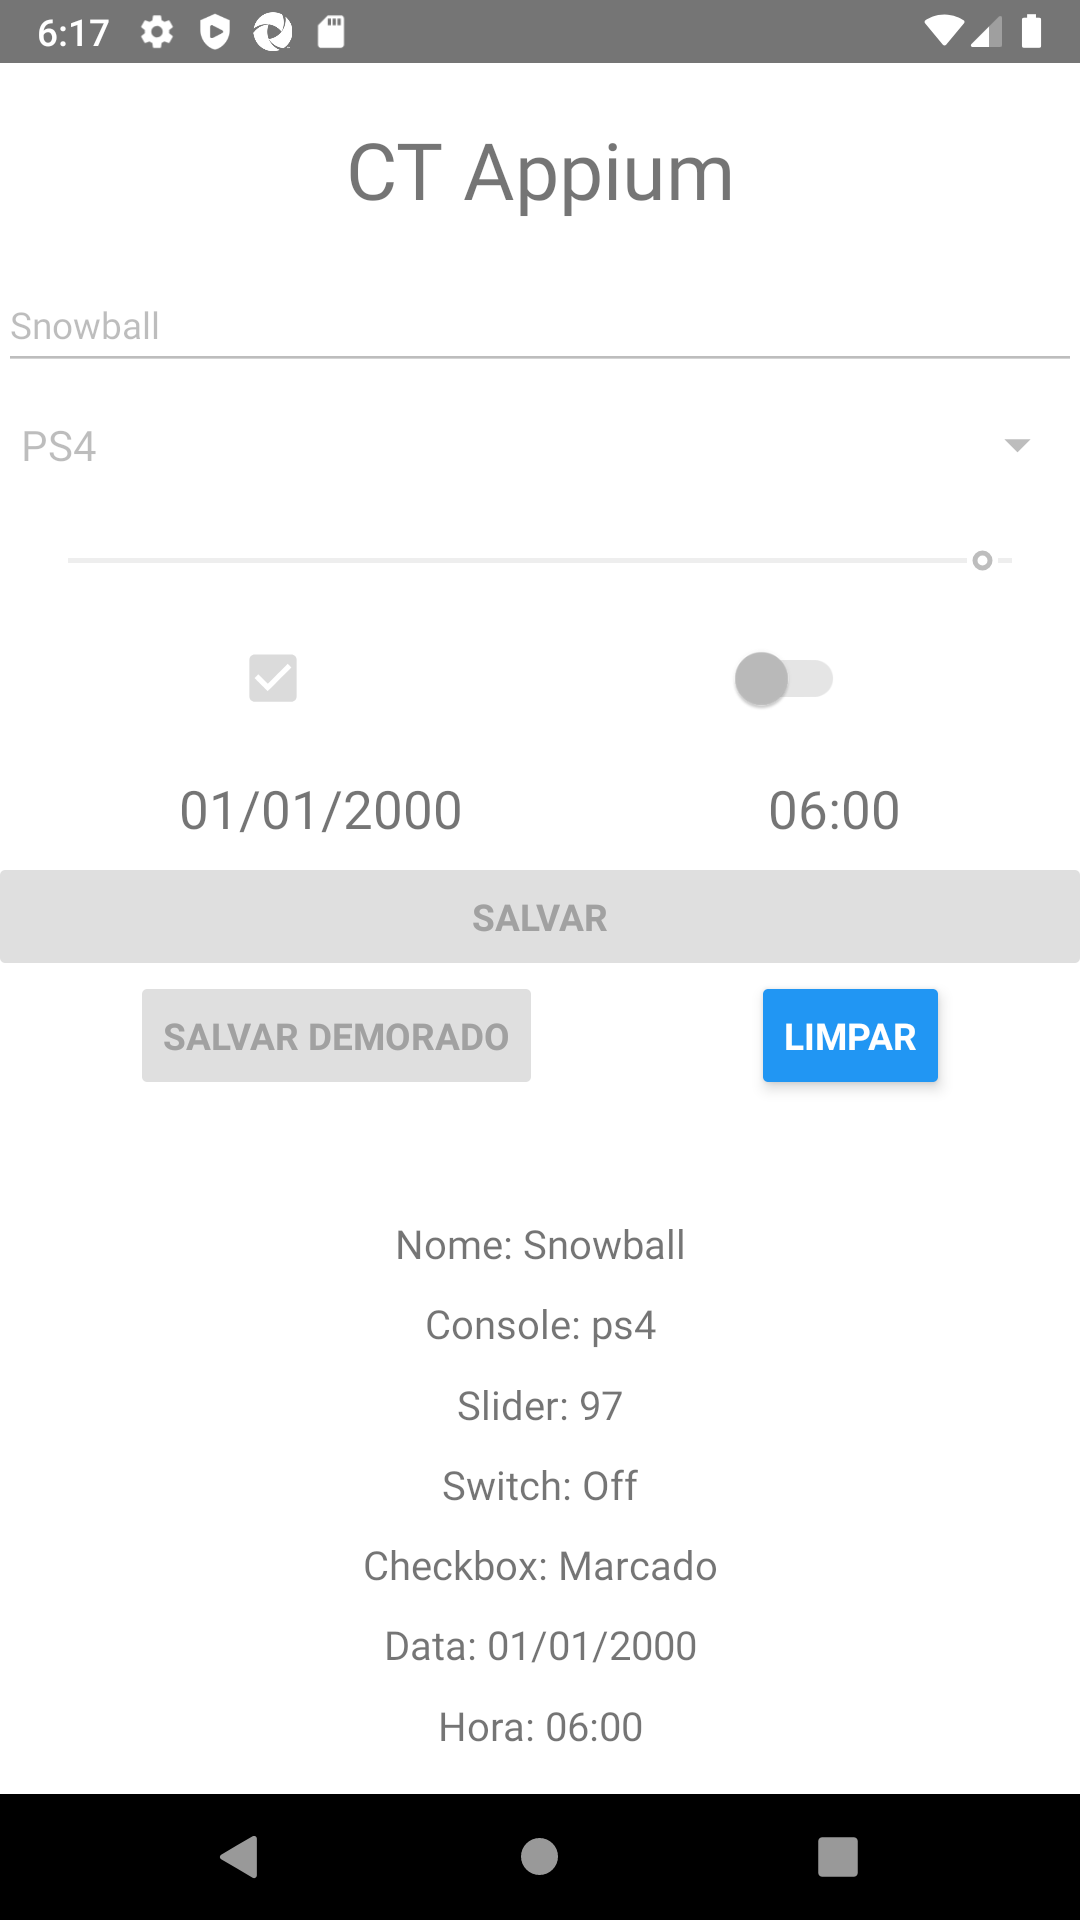 6:17
CT Appium
Snowball
PS4
01/01/2000 06:00
SALVAR
SALVAR DEMORADO LIMPAR
Nome: Snowball
Console: ps4
Slider: 97
Switch: Off
Checkbox: Marcado
Data: 01/01/2000
Hora: 06:00